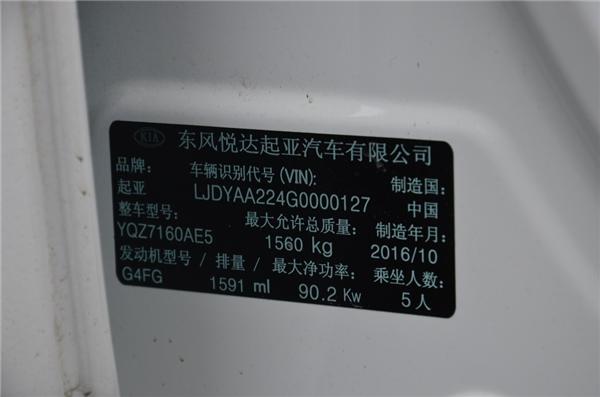 KIA 东风悦达起亚汽车有限公司
品牌: 车辆识别代号(VIN): 制造国:
起亚 LJDYAA224G0000127 中国
整车型号: 最大允许总质量: 制造年月:
YQZ7160AE5 1560 kg 2016/10
发动机型号/排量/最大净功率: 乘坐人数:
G4FG 1591 ml 90.2 Kw 5人